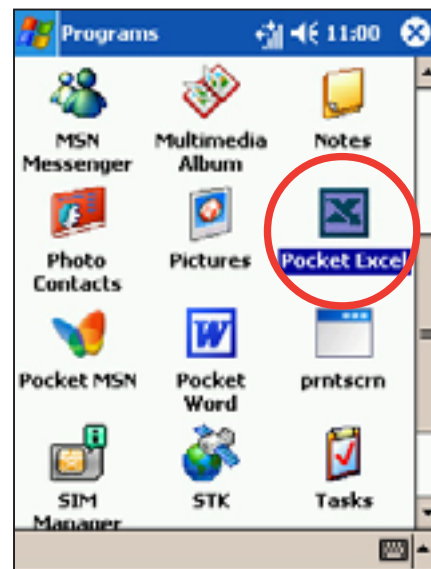 Programs 11:00
MSN Multimedia Notes
Messenger Album
Photo Pictures Pocket Excel
Contacts
Pocket MSN Pocket prntscrn
Word
SIM STK Tasks
Manager